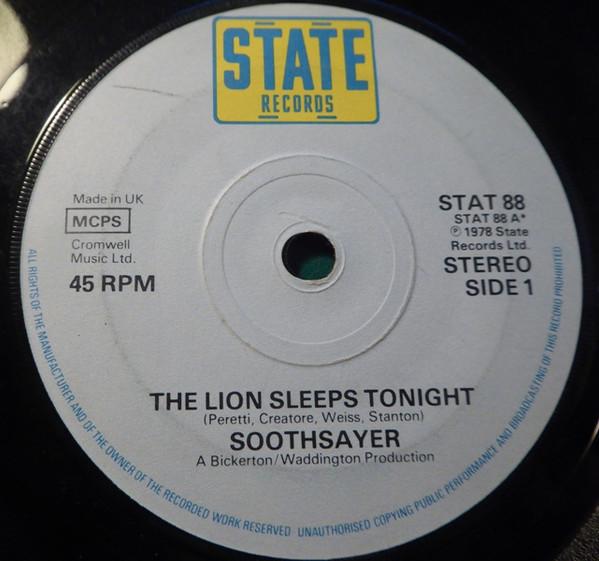 STATE
RECORDS
Made in UK
MCPS
Cromwell
Music Ltd.
45 RPM
STAT 88
STAT 88 A*
℗ 1978 State
Records Ltd.
STEREO
SIDE 1
THE LION SLEEPS TONIGHT
(Peretti, Creatore, Weiss, Stanton)
SOOTHSAYER
A Bickerton/Waddington Production
ALL RIGHTS OF THE MANUFACTURER AND OF THE OWNER OF THE RECORDED WORK RESERVED UNAUTHORISED COPYING PUBLIC PERFORMANCE AND BROADCASTING OF THIS RECORD PROHIBITED